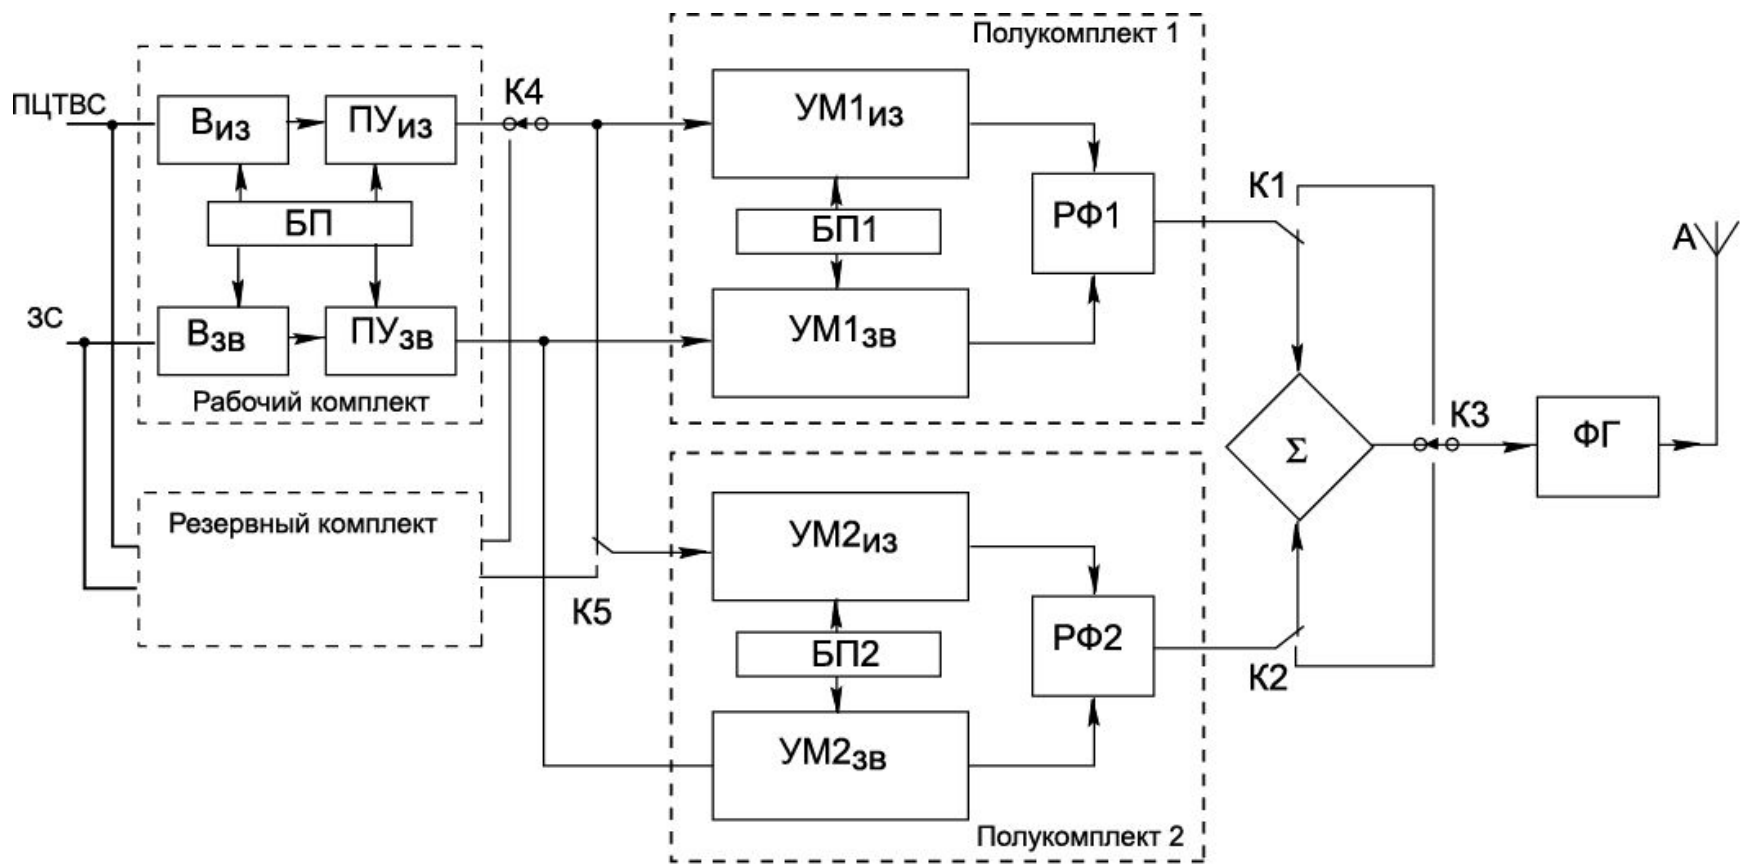 Полукомплект 1
ПЦТВС
Виз
ПУиз
К4
УМ1из
БП
БП1
РФ1
К1
А
ЗС
Взв
ПУзв
УМ1зв
Рабочий комплект
К3
ФГ
Σ
Резервный комплект
УМ2из
К5
БП2
РФ2
К2
УМ2зв
Полукомплект 2